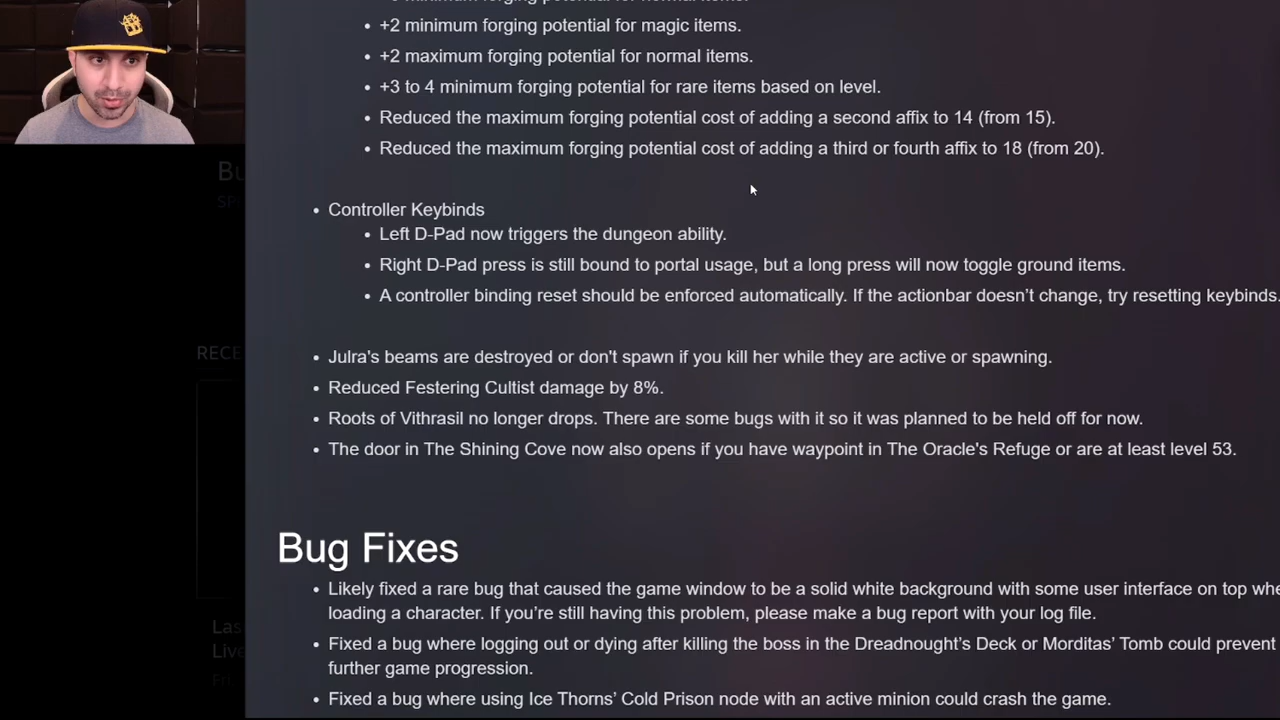 +2 minimum forging potential for magic items.
+2 maximum forging potential for normal items.
+3 to 4 minimum forging potential for rare items based on level.
Reduced the maximum forging potential cost of adding a second affix to 14 (from 15).
Reduced the maximum forging potential cost of adding a third or fourth affix to 18 (from 20).
Controller Keybinds
Left D-Pad now triggers the dungeon ability.
Right D-Pad press is still bound to portal usage, but a long press will now toggle ground items.
A controller binding reset should be enforced automatically. If the actionbar doesn't change, try resetting keybinds.
Julra's beams are destroyed or don't spawn if you kill her while they are active or spawning.
Reduced Festering Cultist damage by 8%.
Roots of Vithrasil no longer drops. There are some bugs with it so it was planned to be held off for now.
The door in The Shining Cove now also opens if you have waypoint in The Oracle's Refuge or are at least level 53.
RECE
Bug Fixes
Likely fixed a rare bug that caused the game window to be a solid white background with some user interface on top whe
loading a character. If you're still having this problem, please make a bug report with your log file.
Las
Fixed a bug where logging out or dying after killing the boss in the Dreadnought's Deck or Morditas' Tomb could prevent
Live
further game progression.
Fri
Fixed a bug where using Ice Thorns' Cold Prison node with an active minion could crash the game.